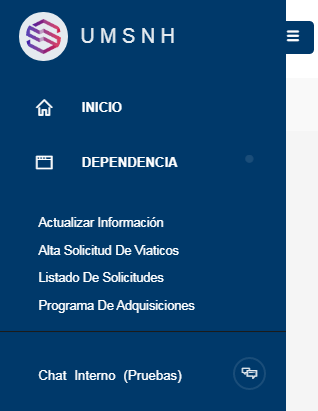 UMSNH
INICIO
DEPENDENCIA
Actualizar Información
Alta Solicitud De Viaticos
Listado De Solicitudes
Programa De Adquisiciones
Chat Interno (Pruebas)